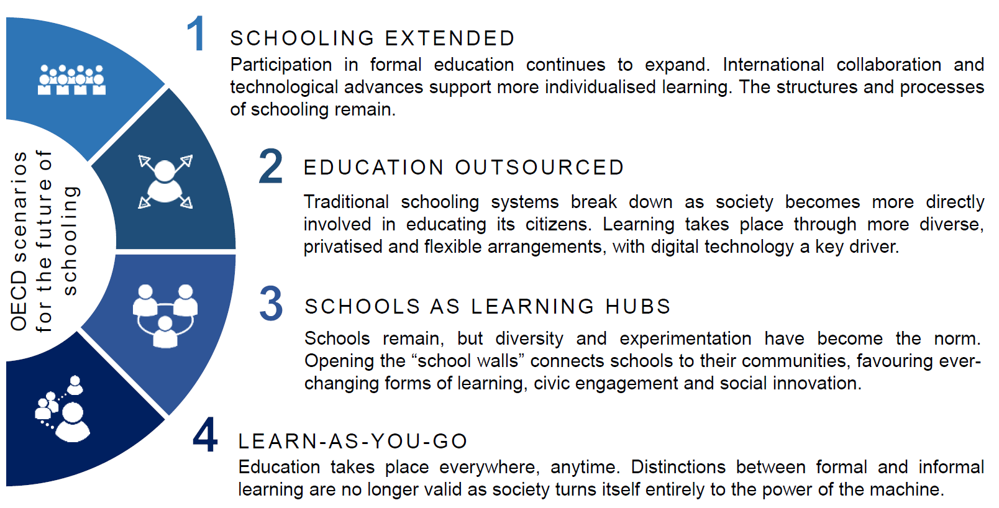 OECD scenarios
for the future of
schooling
1
SCHOOLING EXTENDED
Participation in formal education continues to expand. International collaboration and
technological advances support more individualised learning. The structures and processes
of schooling remain.
2
EDUCATION OUTSOURCED
Traditional schooling systems break down as society becomes more directly
involved in educating its citizens. Learning takes place through more diverse,
privatised and flexible arrangements, with digital technology a key driver.
3
SCHOOLS AS LEARNING HUBS
Schools remain, but diversity and experimentation have become the norm.
Opening the “school walls” connects schools to their communities, favouring ever-
changing forms of learning, civic engagement and social innovation.
4
LEARN-AS-YOU-GO
Education takes place everywhere, anytime. Distinctions between formal and informal
learning are no longer valid as society turns itself entirely to the power of the machine.